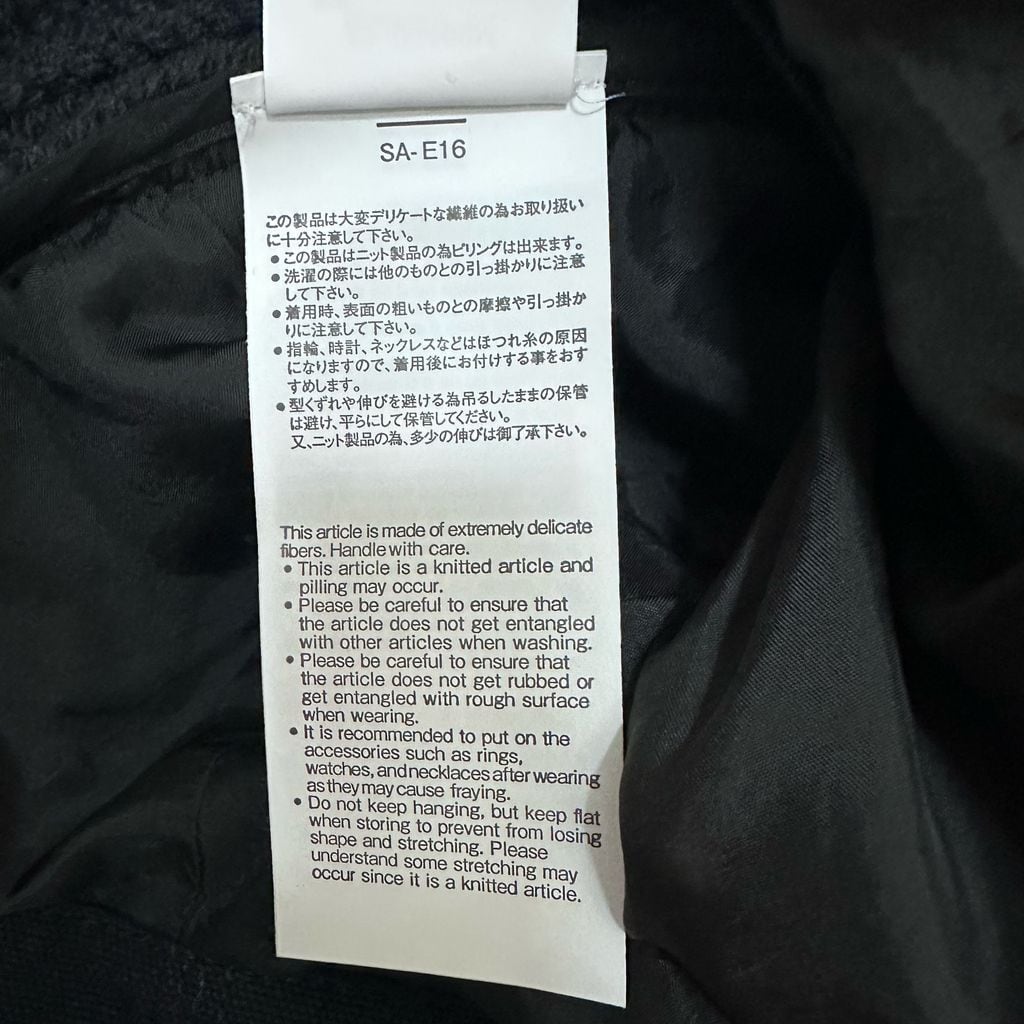 SA-E16
この製品は大変デリケートな繊維の為お取り扱い
に十分注意して下さい。
●この製品はニット製品の為ピリングは出来ます。
●洗濯の際には他のものとの引っ掛かりに注意
して下さい。
●着用時、表面の粗いものとの摩擦や引っ掛か
りに注意して下さい。
●指輪、時計、ネックレスなどはほつれ糸の原因
になりますので、着用後にお付けする事をおす
すめします。
●型くずれや伸びを避ける為吊るしたままの保管
は避け、平らにして保管してください。
又、ニット製品の為、多少の伸びは御了承下さい。
This article is made of extremely delicate
fibers. Handle with care.
● This article is a knitted article and
pilling may occur.
● Please be careful to ensure that
the article does not get entangled
with other articles when washing.
● Please be careful to ensure that
the article does not get rubbed or
get entangled with rough surface
when wearing.
● It is recommended to put on the
accessories such as rings,
watches, and necklaces after wearing
as they may cause fraying.
● Do not keep hanging, but keep flat
when storing to prevent from losing
shape and stretching. Please
understand some stretching may
occur since it is a knitted article.